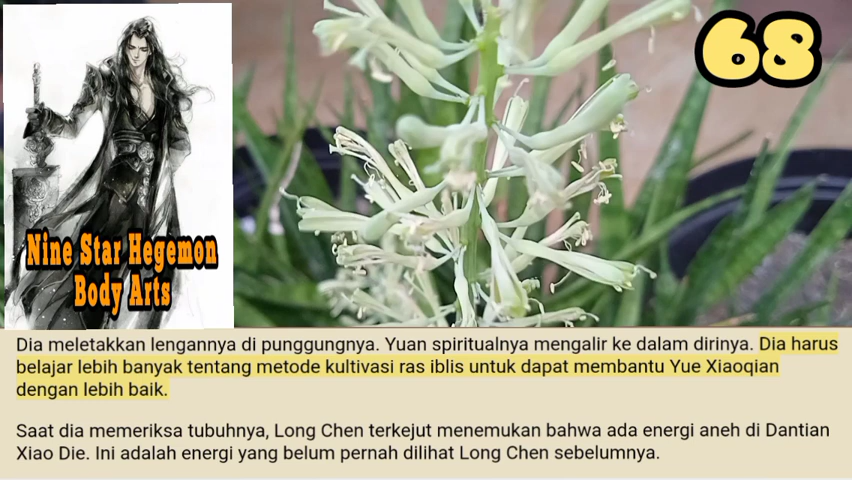 68
Nine Star Hegemon
Body Arts
Dia meletakkan lengannya di punggungnya. Yuan spiritualnya mengalir ke dalam dirinya. Dia harus
belajar lebih banyak tentang metode kultivasi ras iblis untuk dapat membantu Yue Xiaoqian
dengan lebih baik.
Saat dia memeriksa tubuhnya, Long Chen terkejut menemukan bahwa ada energi aneh di Dantian
Xiao Die. Ini adalah energi yang belum pernah dilihat Long Chen sebelumnya.